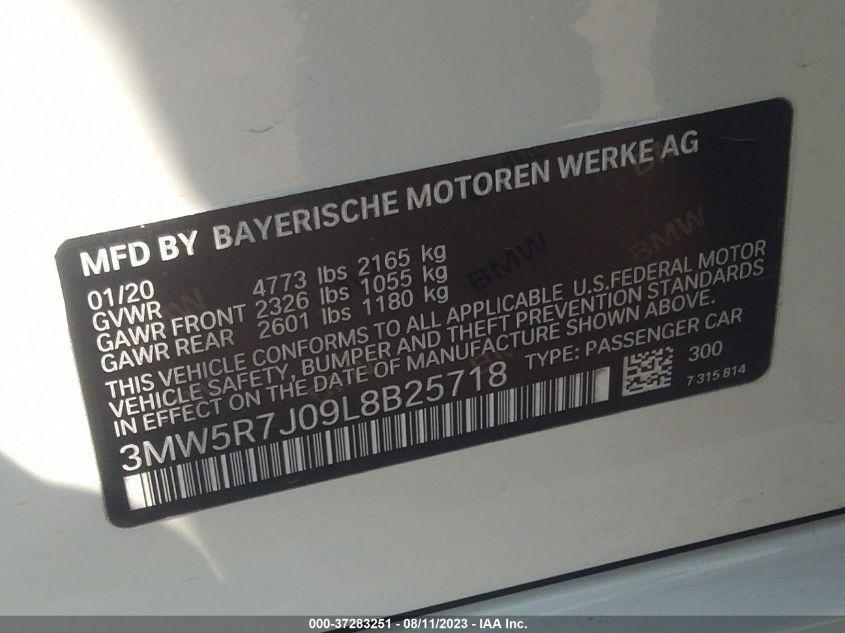 MFD BY BAYERISCHE MOTOREN WERKE AG
01/20
GVWR 4773 lbs 2165 kg
GAWR FRONT 2326 lbs 1055 kg
GAWR REAR 2601 lbs 1180 kg
THIS VEHICLE CONFORMS TO ALL APPLICABLE U.S.FEDERAL MOTOR
VEHICLE SAFETY, BUMPER AND THEFT PREVENTION STANDARDS
IN EFFECT ON THE DATE OF MANUFACTURE SHOWN ABOVE.
TYPE: PASSENGER CAR
3MW5R7J09L8B25718
300
7 315 814
BMW
BMW
000-37283251 - 08/11/2023 - IAA Inc.